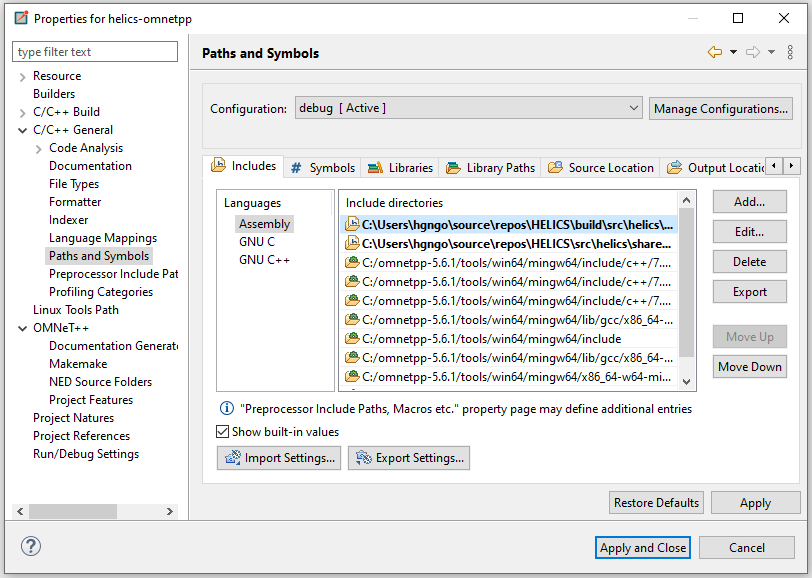 Properties for helics-omnetpp
type filter text
Resource
Builders
C/C++ Build
C/C++ General
Code Analysis
Documentation
File Types
Formatter
Indexer
Language Mappings
Paths and Symbols
Preprocessor Include Pat
Profiling Categories
Linux Tools Path
OMNeT++
Documentation Generato
Makemake
NED Source Folders
Project Features
Project Natures
Project References
Run/Debug Settings
Paths and Symbols
Configuration: debug [ Active ] Manage Configurations...
Includes # Symbols Libraries Library Paths Source Location Output Locatio
Languages
Assembly
GNU C
GNU C++
Include directories
C:\Users\hgngo\source\repos\HELICS\build\src\helics\...
C:\Users\hgngo\source\repos\HELICS\src\helics\share...
C:/omnetpp-5.6.1/tools/win64/mingw64/include/c++/7....
C:/omnetpp-5.6.1/tools/win64/mingw64/include/c++/7....
C:/omnetpp-5.6.1/tools/win64/mingw64/include/c++/7....
C:/omnetpp-5.6.1/tools/win64/mingw64/lib/gcc/x86_64-...
C:/omnetpp-5.6.1/tools/win64/mingw64/include
C:/omnetpp-5.6.1/tools/win64/mingw64/lib/gcc/x86_64-...
C:/omnetpp-5.6.1/tools/win64/mingw64/x86_64-w64-mi...
Add...
Edit...
Delete
Export
Move Up
Move Down
"Preprocessor Include Paths, Macros etc." property page may define additional entries
Show built-in values
Import Settings... Export Settings...
Restore Defaults Apply
? Apply and Close Cancel